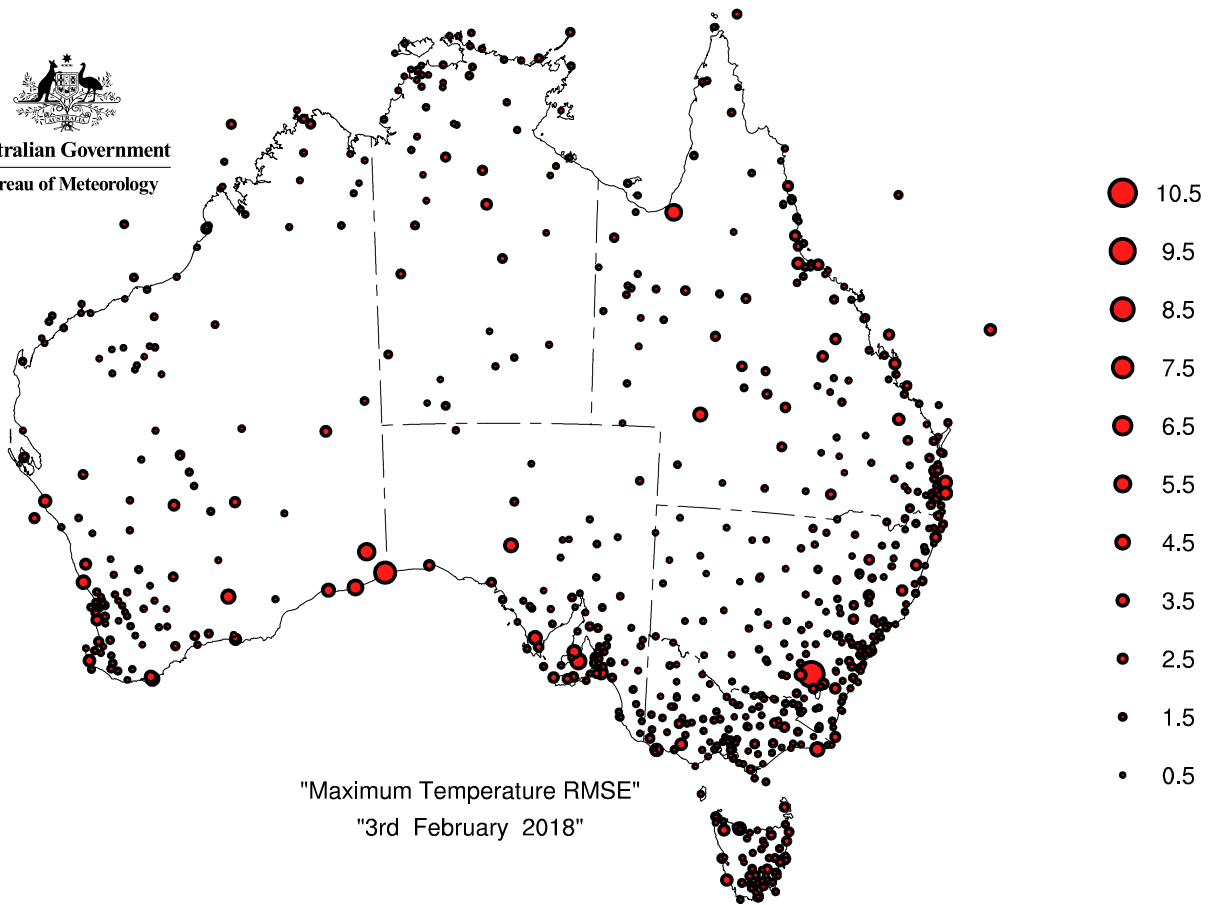 AUSTRALIA
tralian Government
reau of Meteorology
10.5
9.5
8.5
7.5
6.5
5.5
4.5
3.5
2.5
1.5
0.5
"Maximum Temperature RMSE"
"3rd February 2018"